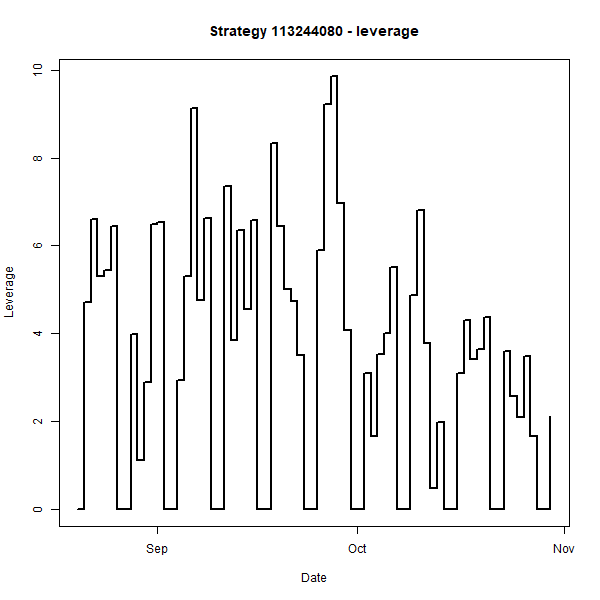 Strategy 113244080 - leverage
10
8
6
4
2
0
Leverage
Sep
Oct
Nov
Date